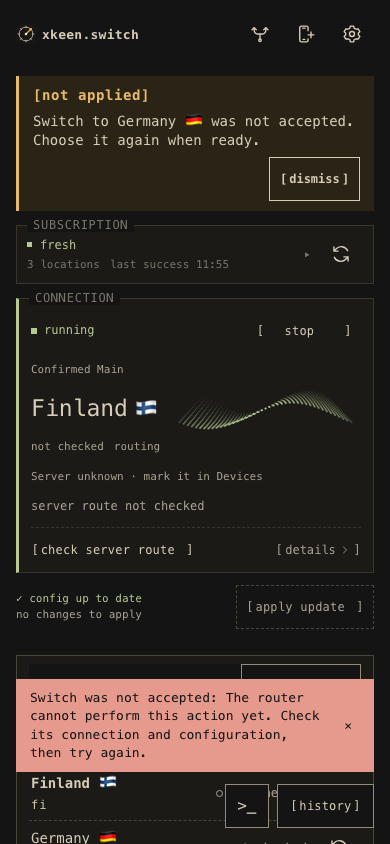 xkeen.switch
[not applied]
Switch to Germany 🇩🇪 was not accepted.
Choose it again when ready.
[dismiss]
SUBSCRIPTION
fresh
3 locations last success 11:55
CONNECTION
running
[ stop ]
Confirmed Main
Finland 🇫🇮
not checked routing
Server unknown · mark it in Devices
server route not checked
[check server route ]
[details > ]
✓ config up to date
no changes to apply
[apply update ]
Switch was not accepted: The router
cannot perform this action yet. Check
its connection and configuration,
then try again.
×
Finland 🇫🇮
fi
>_
[history]
Germany 🇩🇪